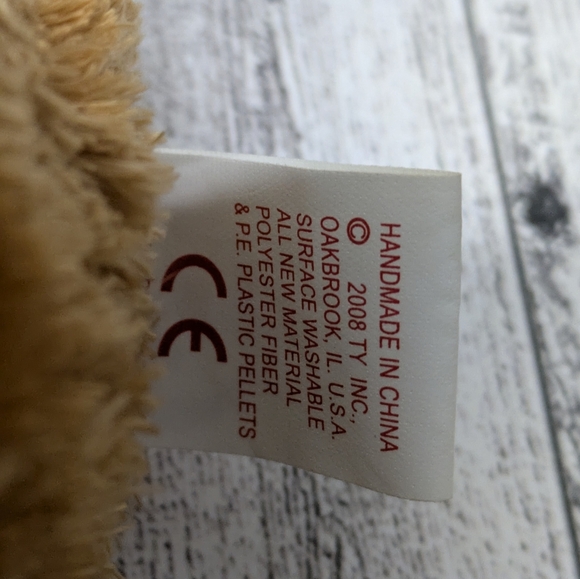 HANDMADE IN CHINA
© 2008 TY INC.,
OAKBROOK, IL. U.S.A.
SURFACE WASHABLE
ALL NEW MATERIAL
POLYESTER FIBER
& P.E. PLASTIC PELLETS
CE